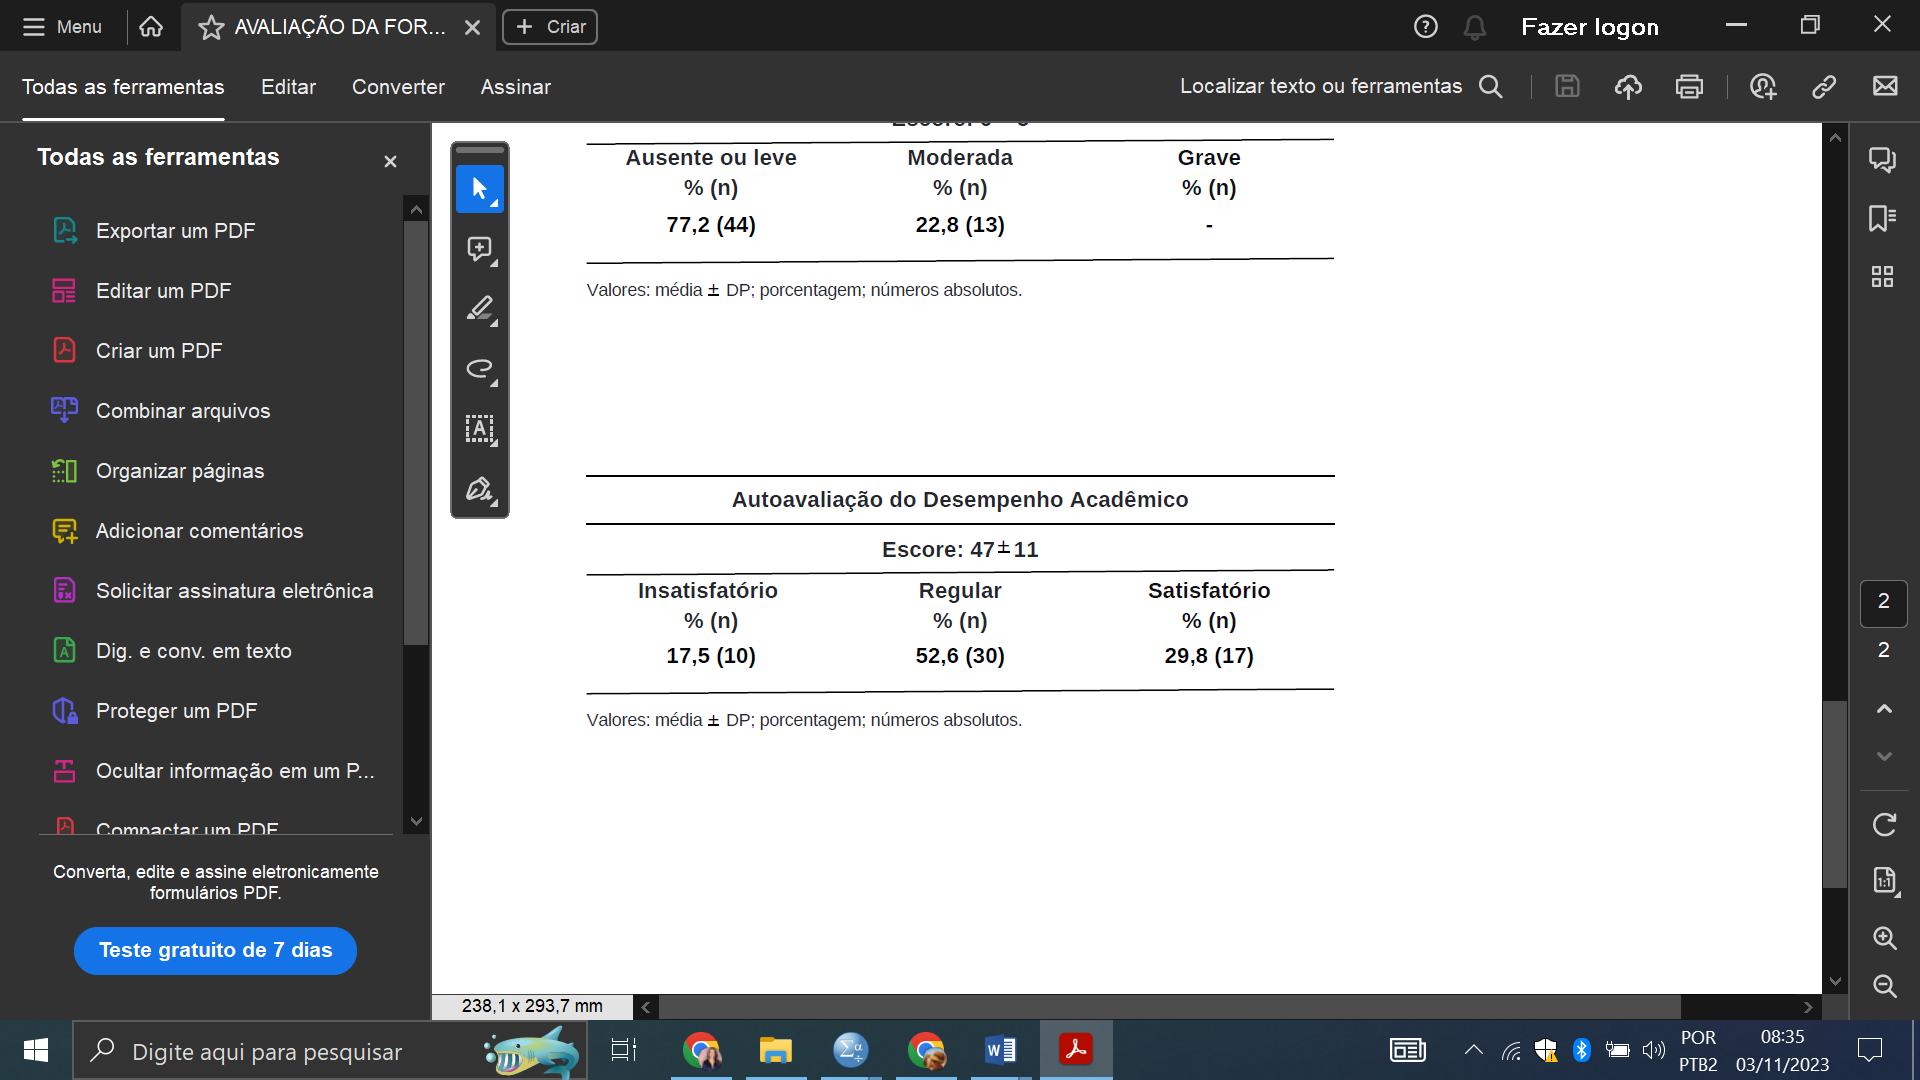 Menu
AVALIAÇÃO DA FOR...
Criar
Fazer logon
Todas as ferramentas
Editar
Converter
Assinar
Localizar texto ou ferramentas
Todas as ferramentas
Exportar um PDF
Editar um PDF
Criar um PDF
Combinar arquivos
Organizar páginas
Adicionar comentários
Solicitar assinatura eletrônica
Dig. e conv. em texto
Proteger um PDF
Ocultar informação em um P...
Compactar um PDF
Converta, edite e assine eletronicamente
formulários PDF.
Teste gratuito de 7 dias
Ausente ou leve Moderada Grave
% (n) % (n) % (n)
77,2 (44) 22,8 (13) -
Valores: média ± DP; porcentagem; números absolutos.
Autoavaliação do Desempenho Acadêmico
Escore: 47±11
Insatisfatório Regular Satisfatório
% (n) % (n) % (n)
17,5 (10) 52,6 (30) 29,8 (17)
Valores: média ± DP; porcentagem; números absolutos.
238,1 x 293,7 mm
2
2
1:1
Digite aqui para pesquisar
POR
PTB2
08:35
03/11/2023